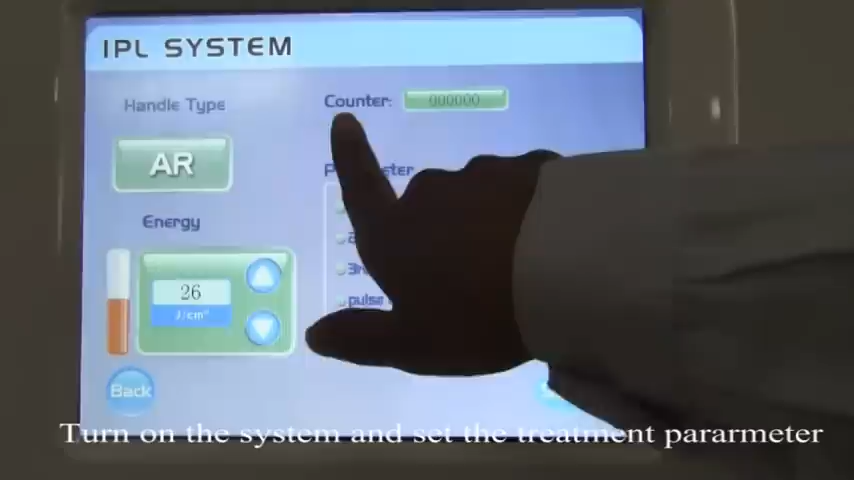 IPL SYSTEM
Handle Type
Counter:
000000
AR
Energy
26
J/cm²
pulse
Back
Turn on the system and set the treatment pararmeter